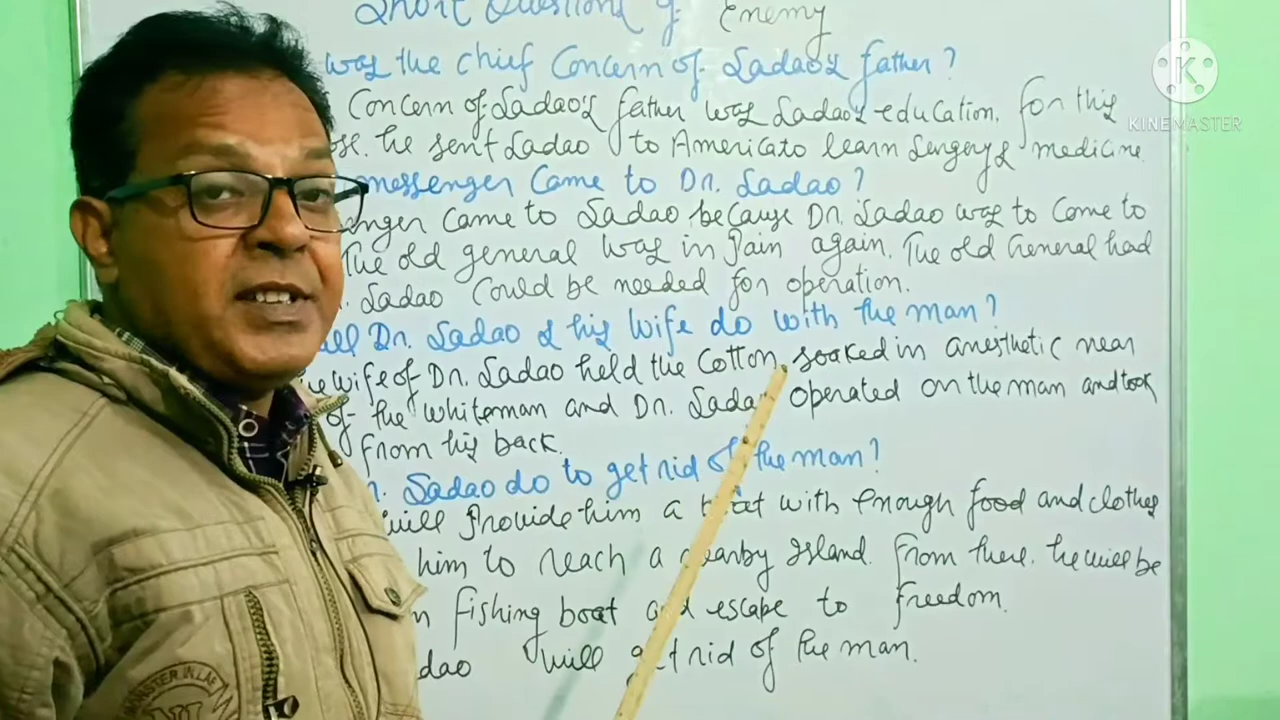 Short Questions of Enemy
was the chief Concern of Sadao's father?
Concern of Sadao's father was Sadao's education. for this
he sent Sadao to America to learn Surgery & medicine
messenger Came to Dr. Sadao?
enger Came to Sadao because Dr. Sadao was to Come to
The old general was in Pain again. The old General had
Sadao Could be needed for operation.
Dr. Sadao & his wife do with the man?
wife of Dr. Sadao held the Cotton soaked in anesthetic near
of the whiteman and Dr. Sadao operated on the man and took
from his back.
Sadao do to get rid of the man?
will Provide him a boat with Enough food and clothes
him to reach a nearby Island. From there. he will be
n fishing boat and escape to Freedom.
dao will get rid of the man.
KINEMASTER
MONSTER IN LAE